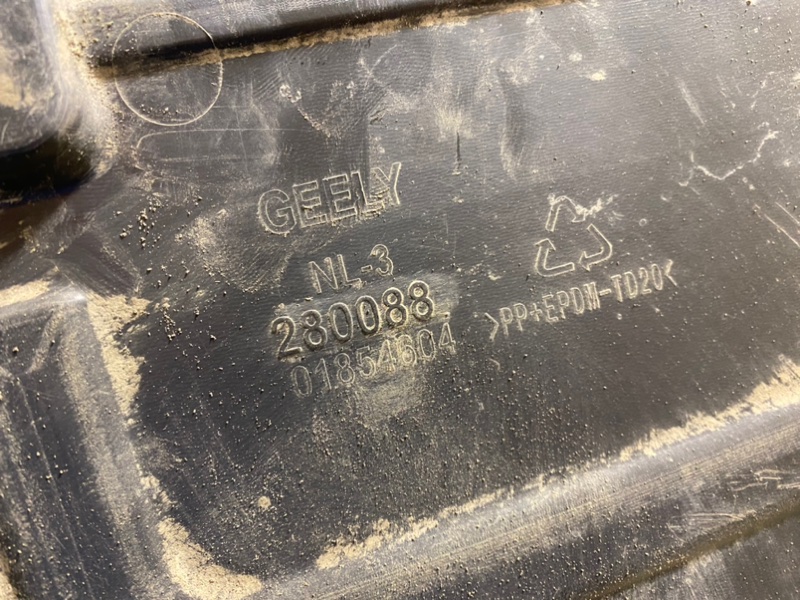 GEELY
NL-3
280088
01854604
>PP+EPDM-TD20<